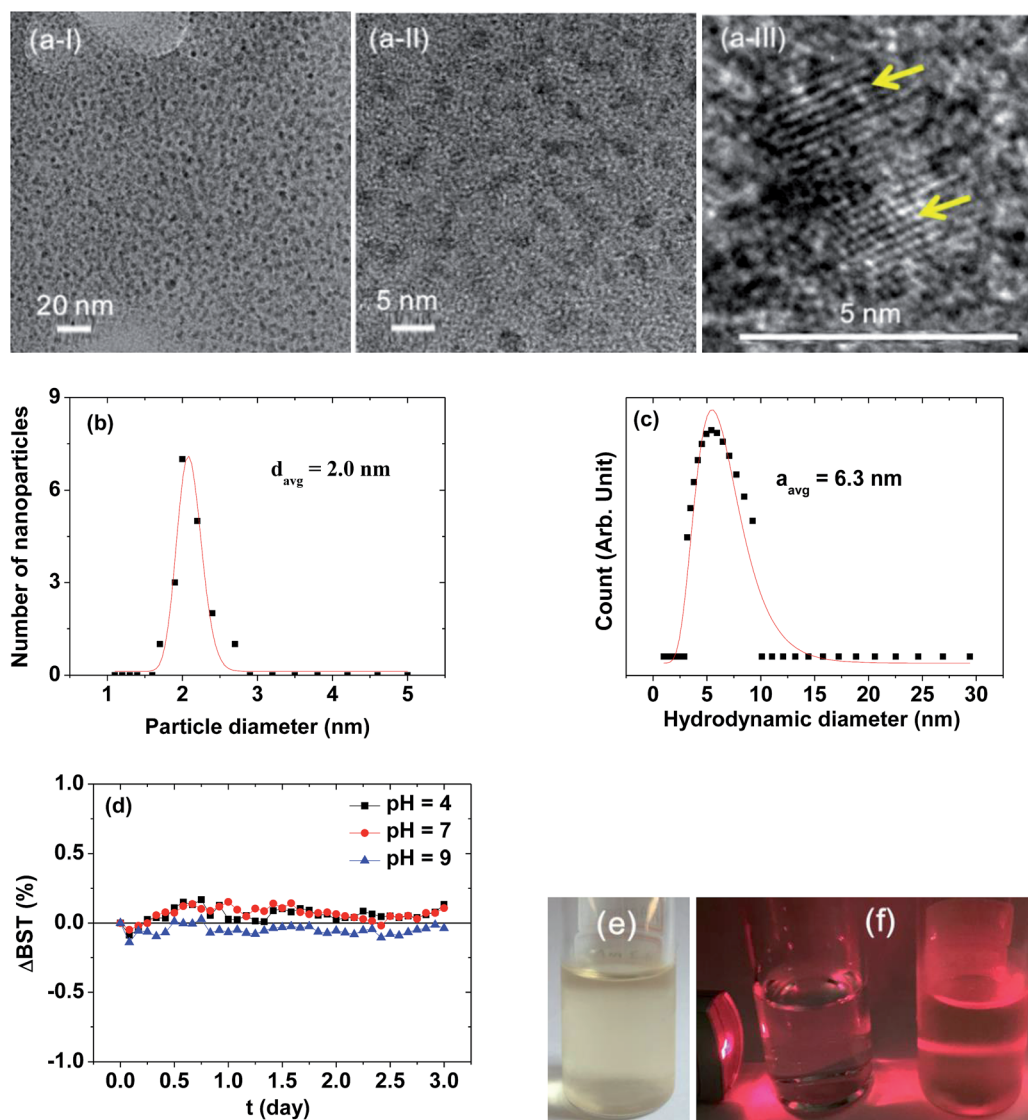 (a-I)
20 nm
(a-II)
5 nm
(a-III)
5 nm
(b)
d_avg = 2.0 nm
Number of nanoparticles
9
6
3
0
1 2 3 4 5
Particle diameter (nm)
(c)
a_avg = 6.3 nm
Count (Arb. Unit)
0 5 10 15 20 25 30
Hydrodynamic diameter (nm)
(d)
pH = 4
pH = 7
pH = 9
ΔBST (%)
1.0
0.5
0.0
-0.5
-1.0
0.0 0.5 1.0 1.5 2.0 2.5 3.0
t (day)
(e)
(f)